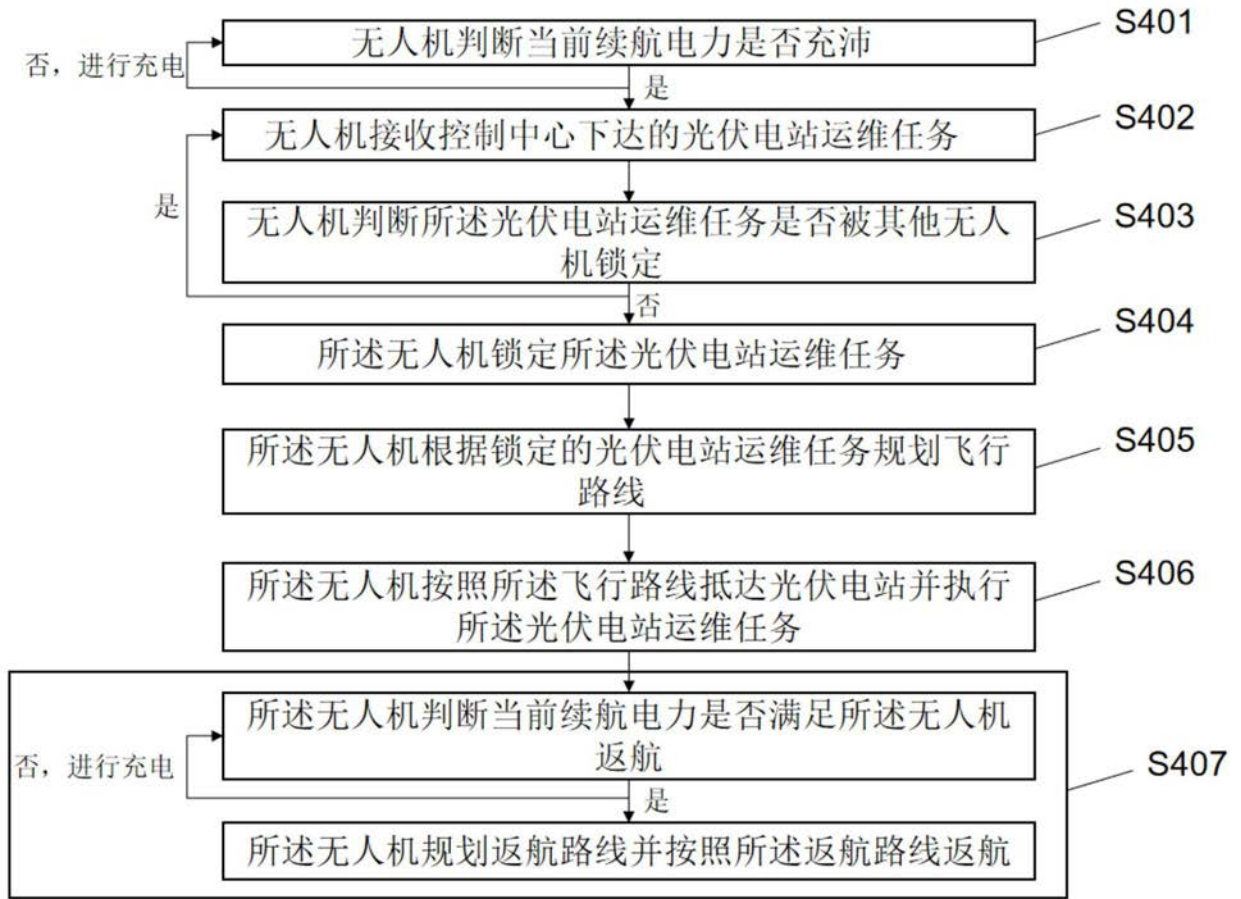 无人机判断当前续航电力是否充沛
S401
否，进行充电
是
无人机接收控制中心下达的光伏电站运维任务
S402
是
无人机判断所述光伏电站运维任务是否被其他无人
机锁定
S403
否
所述无人机锁定所述光伏电站运维任务
S404
所述无人机根据锁定的光伏电站运维任务规划飞行
路线
S405
所述无人机按照所述飞行路线抵达光伏电站并执行
所述光伏电站运维任务
S406
所述无人机判断当前续航电力是否满足所述无人机
返航
否，进行充电
S407
是
所述无人机规划返航路线并按照所述返航路线返航